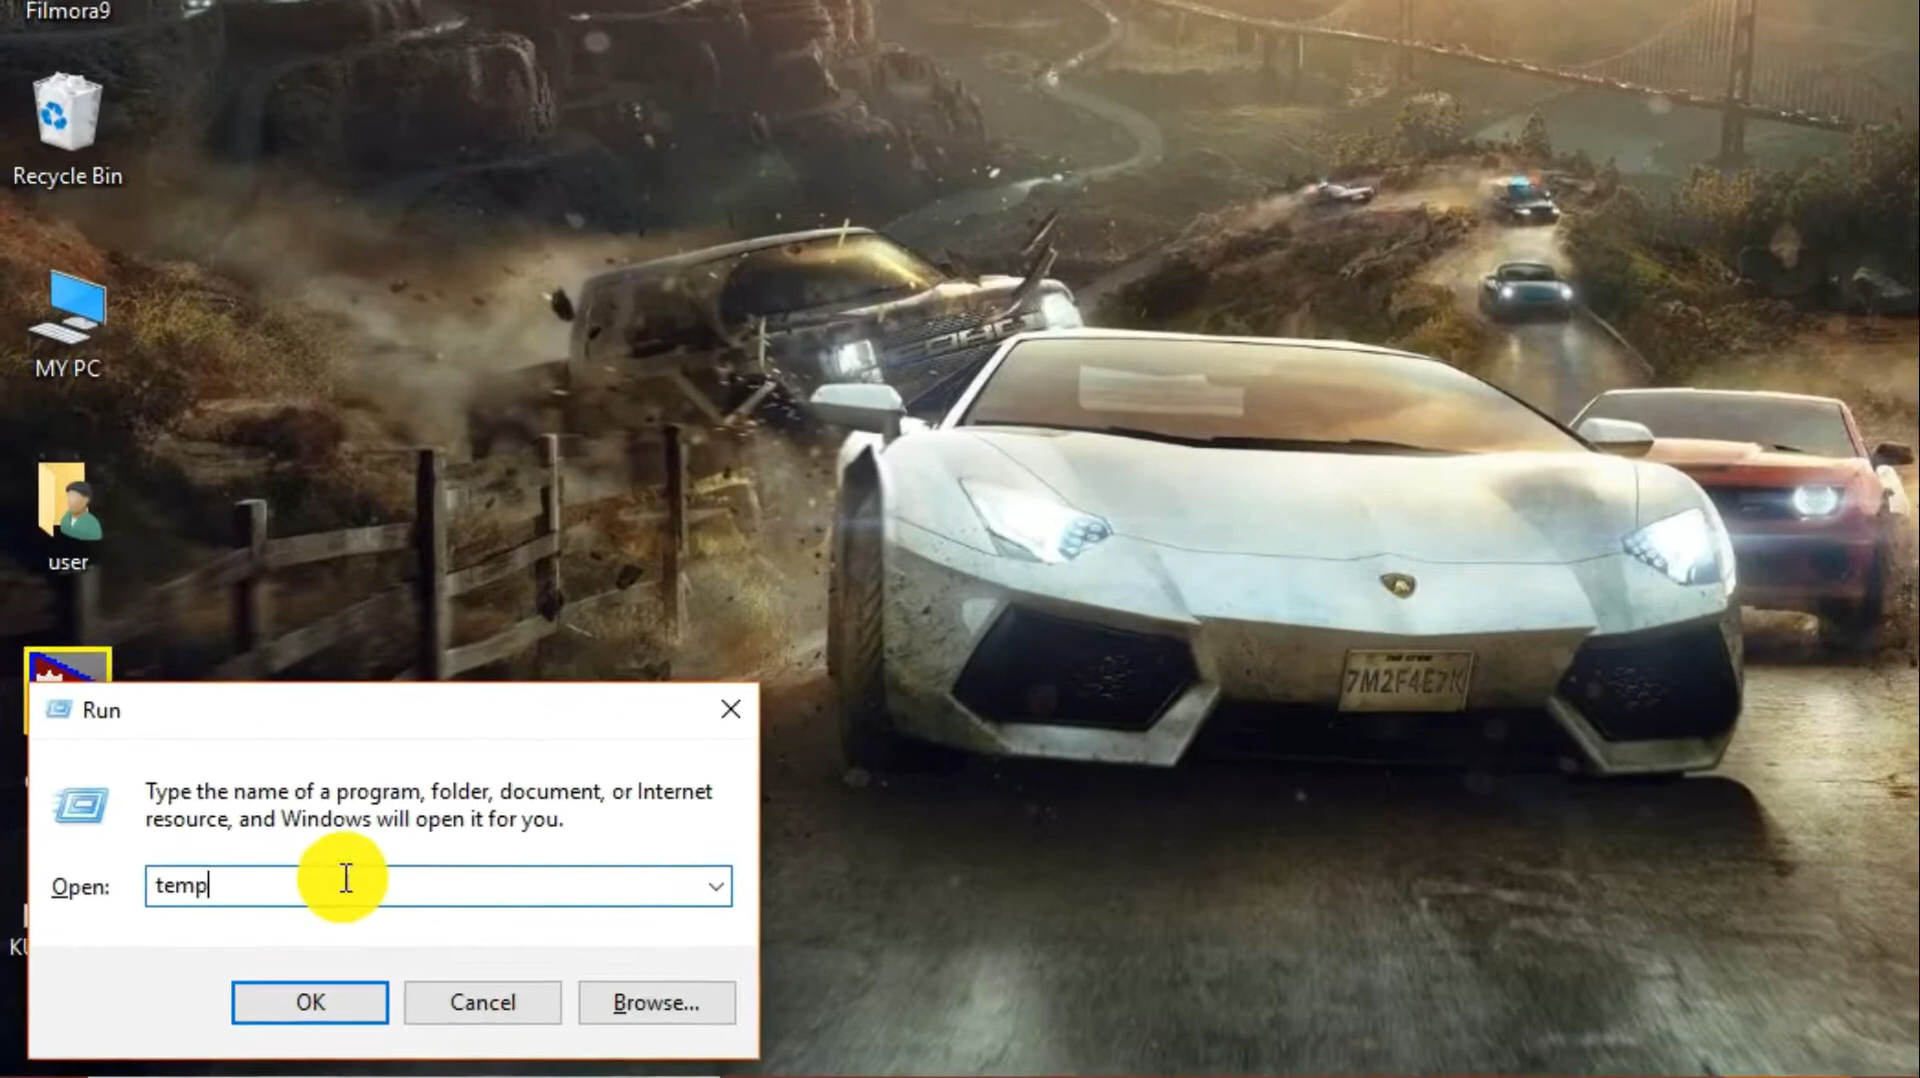 Filmora9
Recycle Bin
MY PC
user
Run
Type the name of a program, folder, document, or Internet
resource, and Windows will open it for you.
Open:
temp
OK
Cancel
Browse...
7M2F4E7K